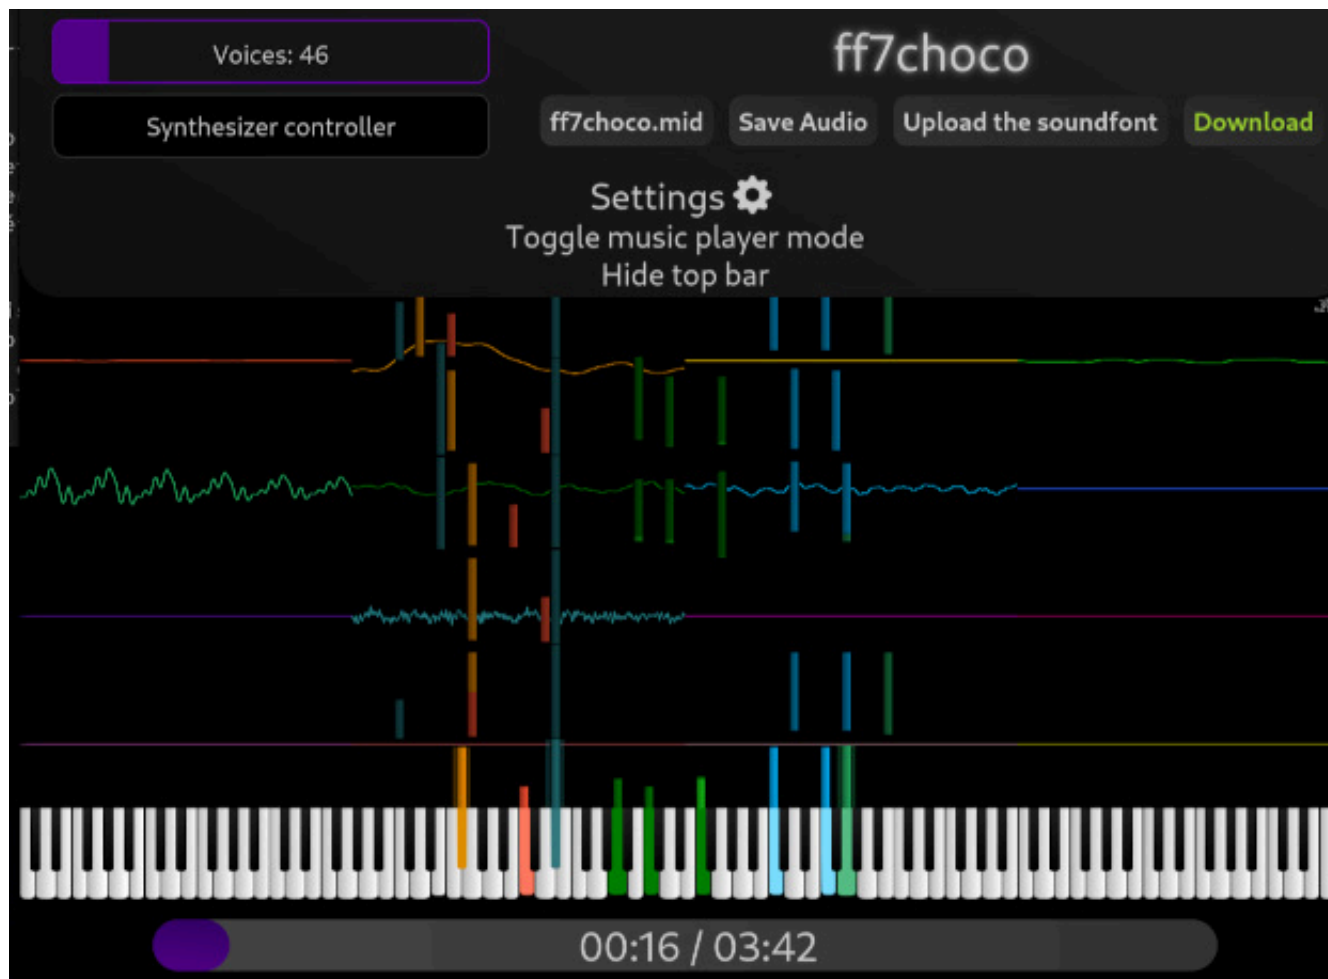 Voices: 46
ff7choco
Synthesizer controller
ff7choco.mid
Save Audio
Upload the soundfont
Download
Settings
Toggle music player mode
Hide top bar
00:16 / 03:42